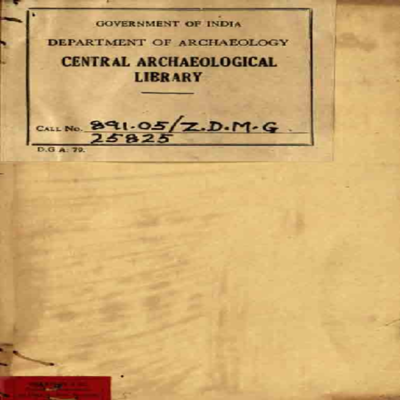 GOVERNMENT OF INDIA
DEPARTMENT OF ARCHAEOLOGY
CENTRAL ARCHAEOLOGICAL
LIBRARY
CALL No. 891.05/Z.D.M.G
25825
D.G A. 79.